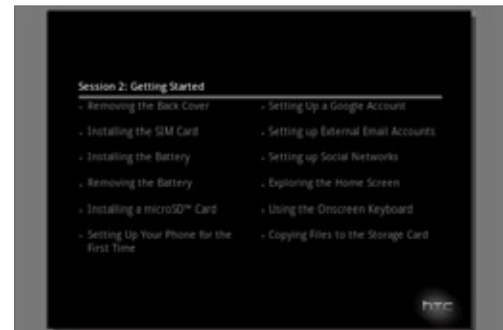 Session 2: Getting Started
- Removing the Back Cover
- Installing the SIM Card
- Installing the Battery
- Removing the Battery
- Installing a microSD™ Card
- Setting Up Your Phone for the
First Time
- Setting Up a Google Account
- Setting up External Email Accounts
- Setting up Social Networks
- Exploring the Home Screen
- Using the Onscreen Keyboard
- Copying Files to the Storage Card
hTC